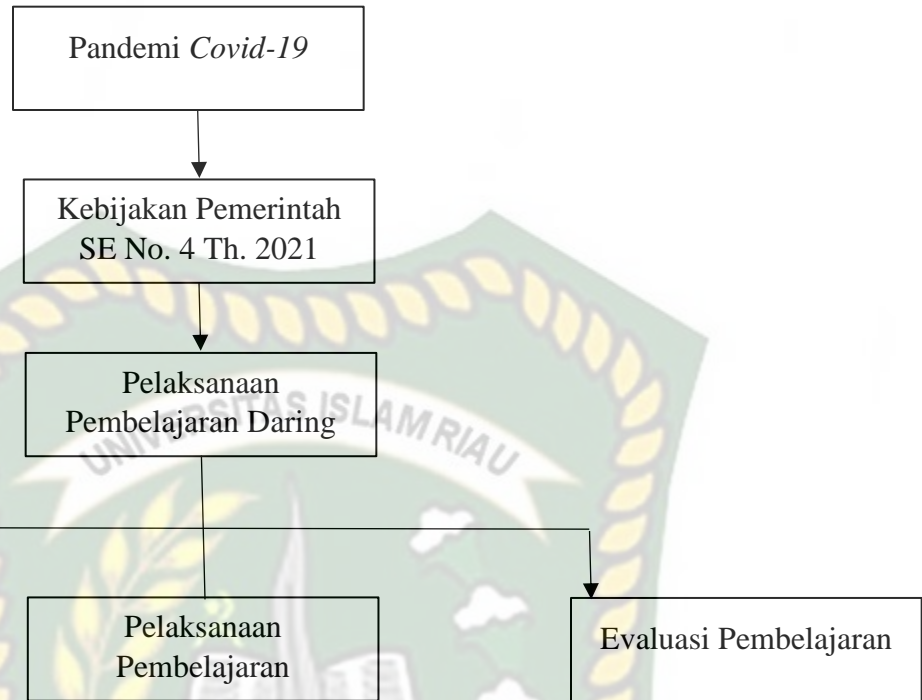 Pandemi Covid-19
Kebijakan Pemerintah
SE No. 4 Th. 2021
Pelaksanaan
Pembelajaran Daring
UNIVERSITAS ISLAM RIAU
Pelaksanaan
Pembelajaran
Evaluasi Pembelajaran